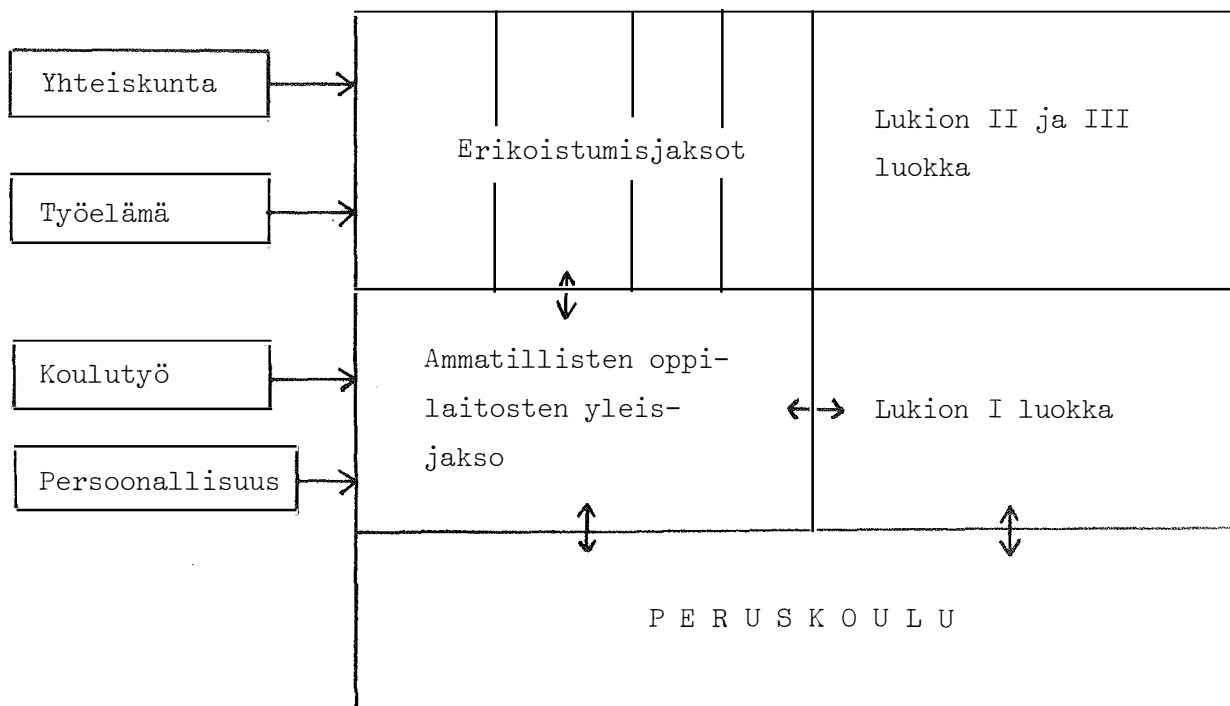 Yhteiskunta
Työelämä
Koulutyö
Persoonallisuus
Erikoistumisjaksot
Lukion II ja III
luokka
Ammatillisten oppi-
laitosten yleis-
jakso
Lukion I luokka
P E R U S K O U L U